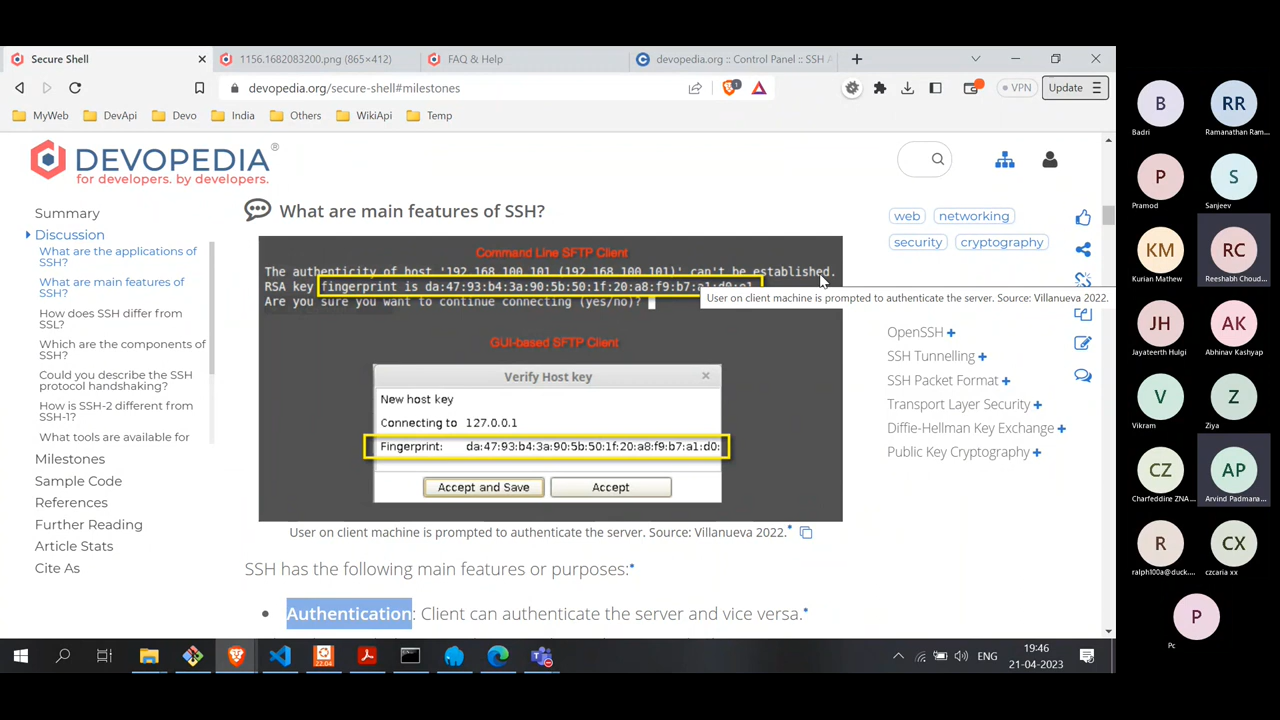 Secure Shell
1156.1682083200.png (865×412)
FAQ & Help
devopedia.org :: Control Panel :: SSH
devopedia.org/secure-shell#milestones
1
VPN
Update
MyWeb
DevApi
Devo
India
Others
WikiApi
Temp
DEVOPEDIA®
for developers. by developers.
Summary
Discussion
What are the applications of
SSH?
What are main features of
SSH?
How does SSH differ from
SSL?
Which are the components of
SSH?
Could you describe the SSH
protocol handshaking?
How is SSH-2 different from
SSH-1?
What tools are available for
Milestones
Sample Code
References
Further Reading
Article Stats
Cite As
What are main features of SSH?
Command Line SFTP Client
The authenticity of host '192.168.100.101 (192.168.100.101)' can't be established.
RSA key fingerprint is da:47:93:b4:3a:90:5b:50:1f:20:a8:f9:b7:a1:d0:e1.
Are you sure you want to continue connecting (yes/no)?
User on client machine is prompted to authenticate the server. Source: Villanueva 2022.
GUI-based SFTP Client
Verify Host key
×
New host key
Connecting to 127.0.0.1
Fingerprint: da:47:93:b4:3a:90:5b:50:1f:20:a8:f9:b7:a1:d0:
Accept and Save
Accept
User on client machine is prompted to authenticate the server. Source: Villanueva 2022.*
SSH has the following main features or purposes:*
• Authentication: Client can authenticate the server and vice versa.*
web
networking
security
cryptography
OpenSSH +
SSH Tunnelling +
SSH Packet Format +
Transport Layer Security +
Diffie-Hellman Key Exchange +
Public Key Cryptography +
22.04
ENG
19:46
21-04-2023
B
Badri
RR
Ramanathan Ram...
P
Pramod
S
Sanjeev
KM
Kurian Mathew
RC
Reeshabh Choud...
JH
Jayateerth Hulgi
AK
Abhinav Kashyap
V
Vikram
Z
Ziya
CZ
Charfeddine ZNA...
AP
Arvind Padmana...
R
ralph100a@duck....
CX
czcaria xx
P
Pc